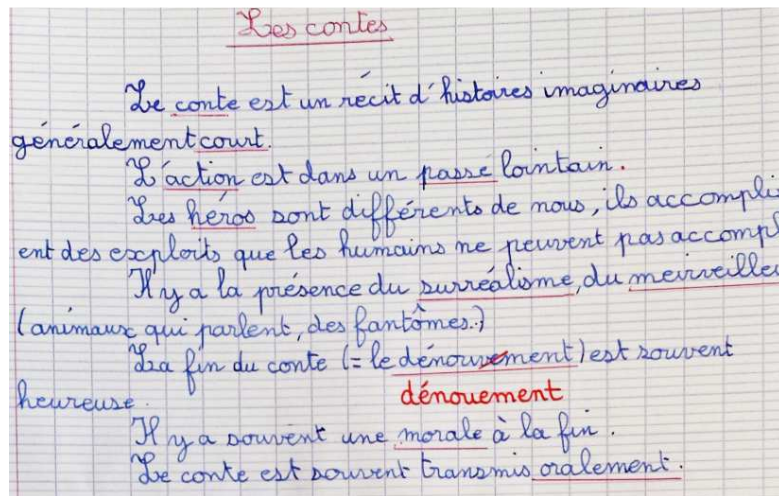 Les contes
Le conte est un récit d'histoires imaginaires
généralement court.
L'action est dans un passé lointain.
Les héros sont différents de nous, ils accompli
ent des exploits que les humains ne peuvent pas accompl
Il y a la présence du surréalisme, du meirveille
(animaux qui parlent, des fantômes..)
La fin du conte (= le dénouement) est souvent
heureuse. dénouement
Il y a souvent une morale à la fin.
Le conte est souvent transmis oralement.